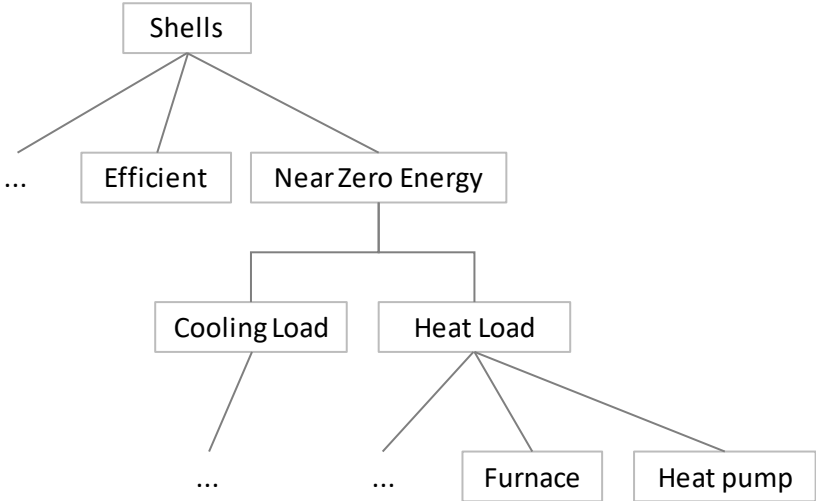 Shells
...
Efficient
Near Zero Energy
Cooling Load
Heat Load
...
...
Furnace
Heat pump